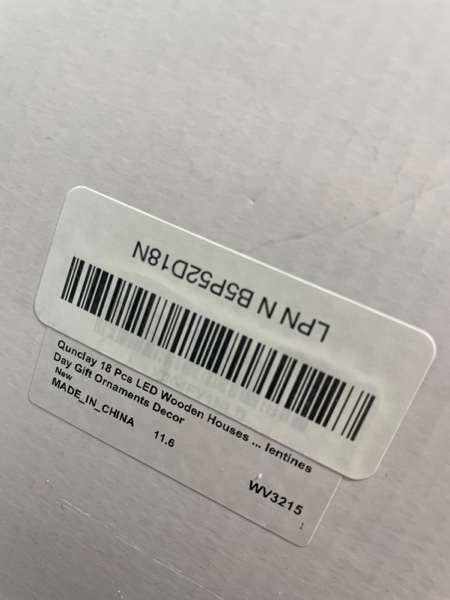 LPN N B5P52D18N
Qunclay 18 Pcs LED Wooden Houses ... lentines
Day Gift Ornaments Decor
New
MADE_IN_CHINA
11.6
WV3215
1